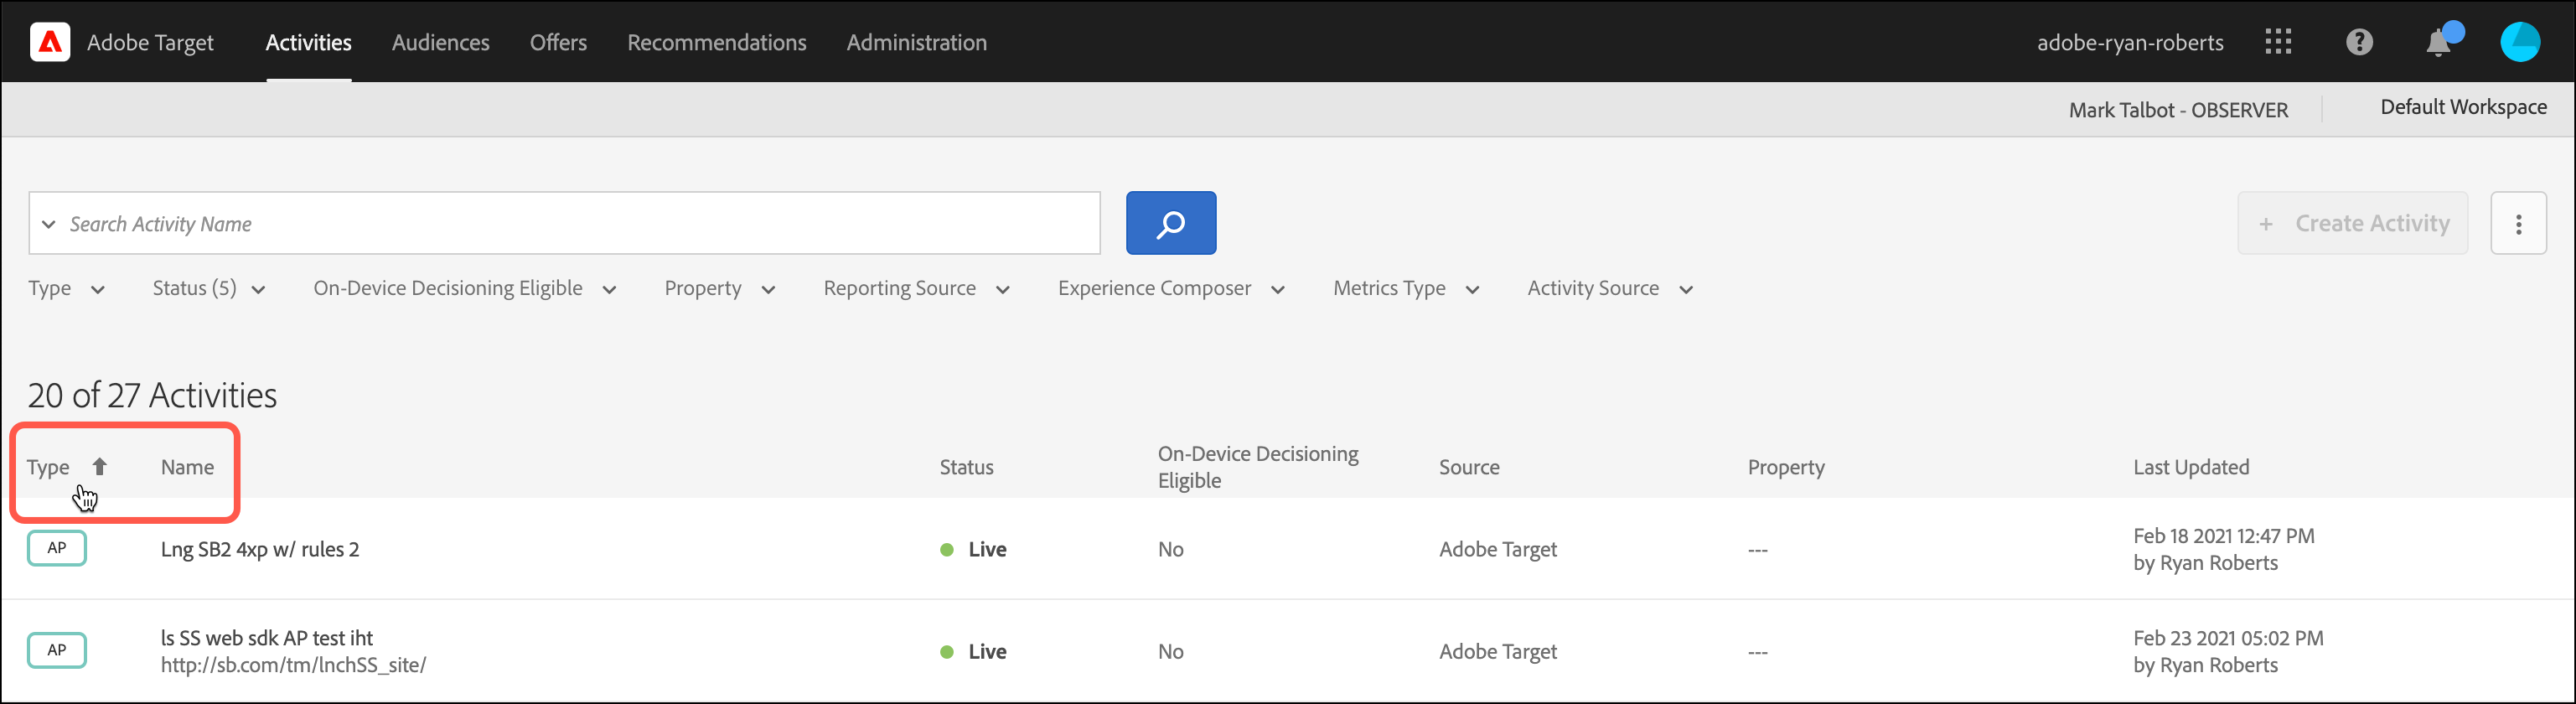 Adobe Target Activities Audiences Offers Recommendations Administration adobe-ryan-roberts
Mark Talbot - OBSERVER Default Workspace
Search Activity Name + Create Activity
Type Status (5) On-Device Decisioning Eligible Property Reporting Source Experience Composer Metrics Type Activity Source
20 of 27 Activities
Type Name Status On-Device Decisioning Eligible Source Property Last Updated
AP Lng SB2 4xp w/ rules 2 Live No Adobe Target --- Feb 18 2021 12:47 PM
by Ryan Roberts
AP ls SS web sdk AP test iht Live No Adobe Target --- Feb 23 2021 05:02 PM
http://sb.com/tm/lnchSS_site/ by Ryan Roberts